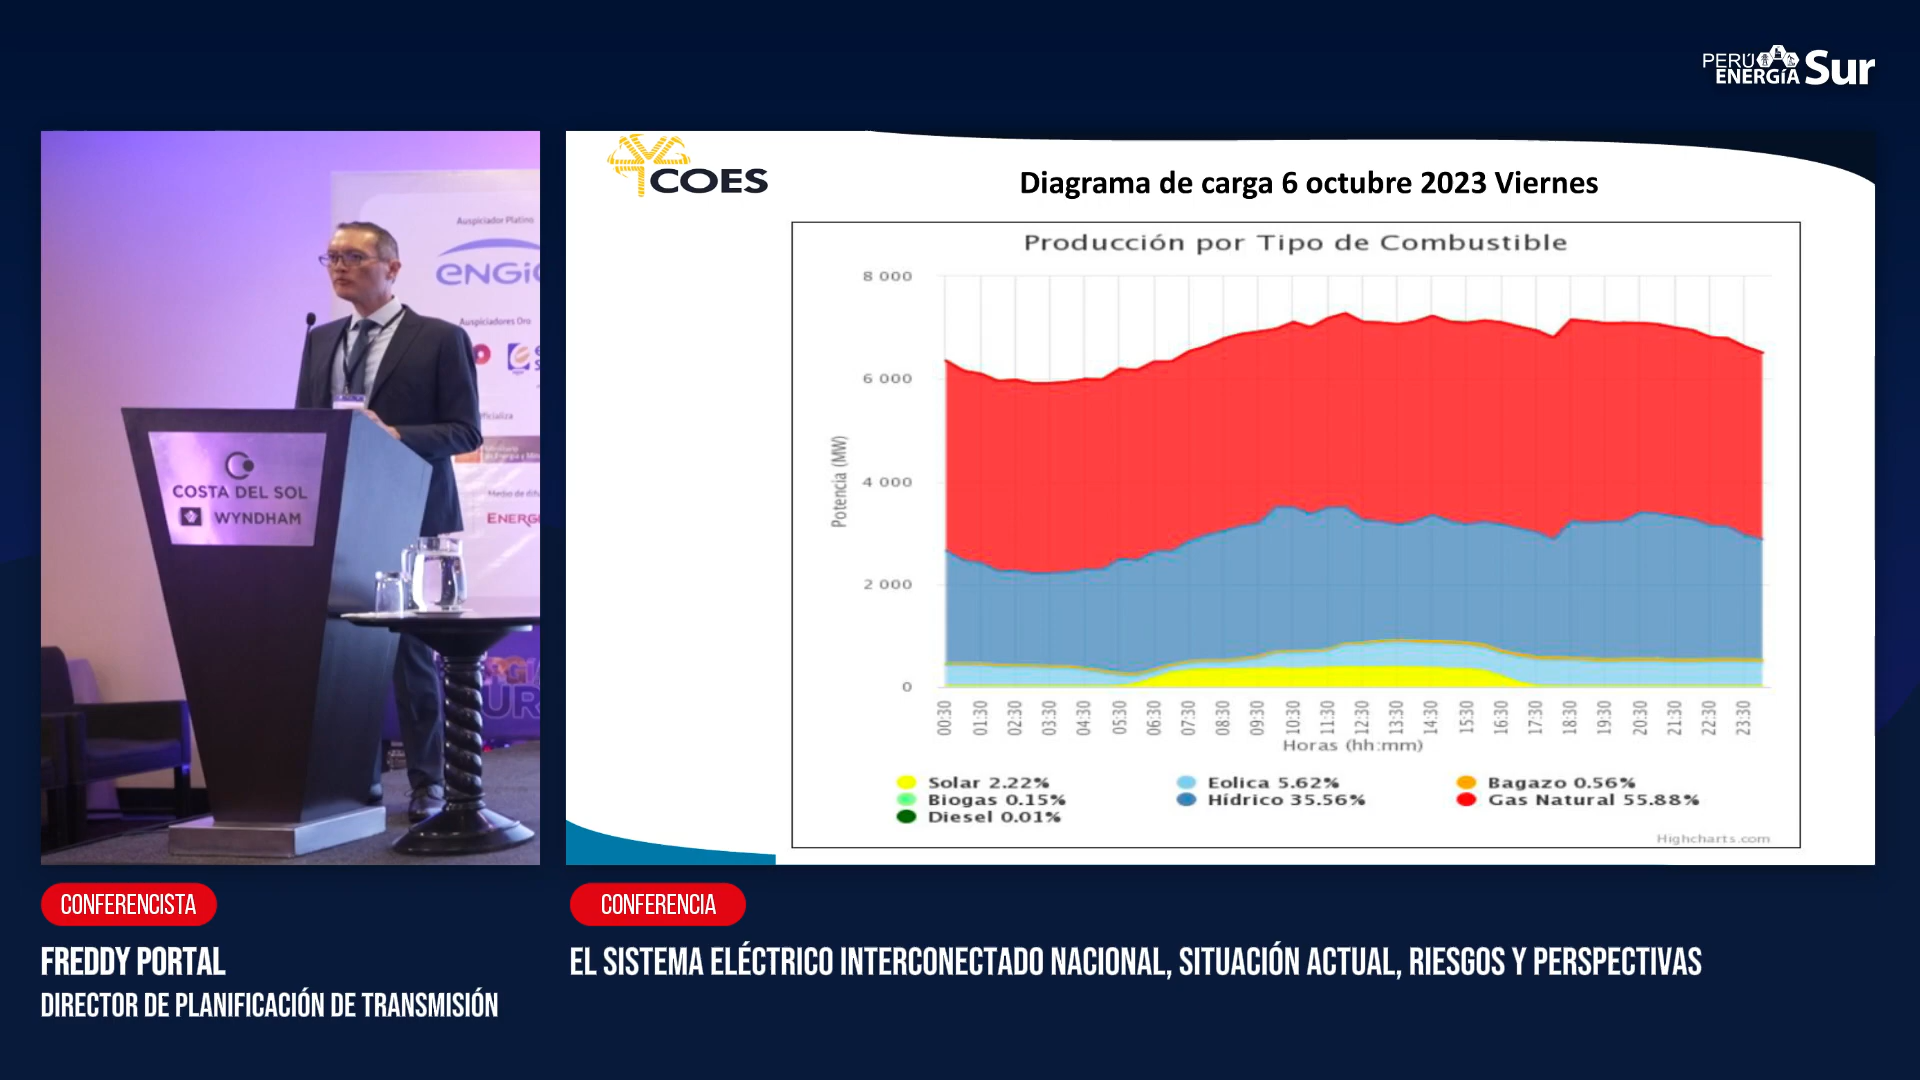 PERÚ
ENERGÍA Sur
Auspiciador Platino
ENGI
Auspiciadores Oro
COSTA DEL SOL
WYNDHAM
ENERG
COES
Diagrama de carga 6 octubre 2023 Viernes
Producción por Tipo de Combustible
8 000
6 000
4 000
2 000
0
Potencia (MW)
00:30 01:30 02:30 03:30 04:30 05:30 06:30 07:30 08:30 09:30 10:30 11:30 12:30 13:30 14:30 15:30 16:30 17:30 18:30 19:30 20:30 21:30 22:30 23:30
Horas (hh:mm)
Solar 2.22% Eolica 5.62% Bagazo 0.56%
Biogas 0.15% Hídrico 35.56% Gas Natural 55.88%
Diesel 0.01%
Highcharts.com
CONFERENCISTA
FREDDY PORTAL
DIRECTOR DE PLANIFICACIÓN DE TRANSMISIÓN
CONFERENCIA
EL SISTEMA ELÉCTRICO INTERCONECTADO NACIONAL, SITUACIÓN ACTUAL, RIESGOS Y PERSPECTIVAS